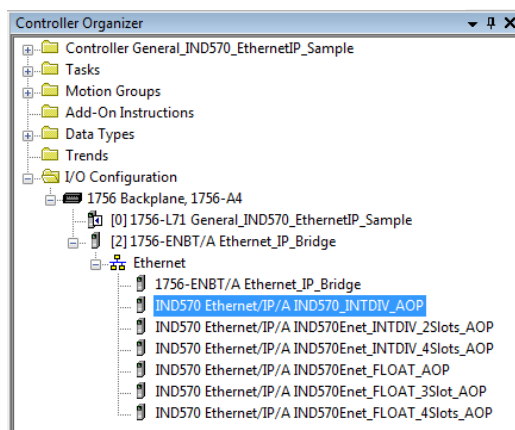 Controller Organizer
Controller General_IND570_EthernetIP_Sample
Tasks
Motion Groups
Add-On Instructions
Data Types
Trends
I/O Configuration
1756 Backplane, 1756-A4
[0] 1756-L71 General_IND570_EthernetIP_Sample
[2] 1756-ENBT/A Ethernet_IP_Bridge
Ethernet
1756-ENBT/A Ethernet_IP_Bridge
IND570 Ethernet/IP/A IND570_INTDIV_AOP
IND570 Ethernet/IP/A IND570Enet_INTDIV_2Slots_AOP
IND570 Ethernet/IP/A IND570Enet_INTDIV_4Slots_AOP
IND570 Ethernet/IP/A IND570Enet_FLOAT_AOP
IND570 Ethernet/IP/A IND570Enet_FLOAT_3Slot_AOP
IND570 Ethernet/IP/A IND570Enet_FLOAT_4Slots_AOP